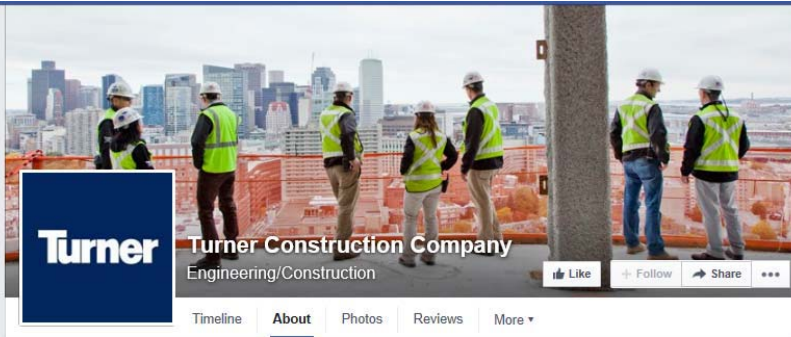 Turner
Turner Construction Company
Engineering/Construction
Like
Follow
Share
Timeline
About
Photos
Reviews
More